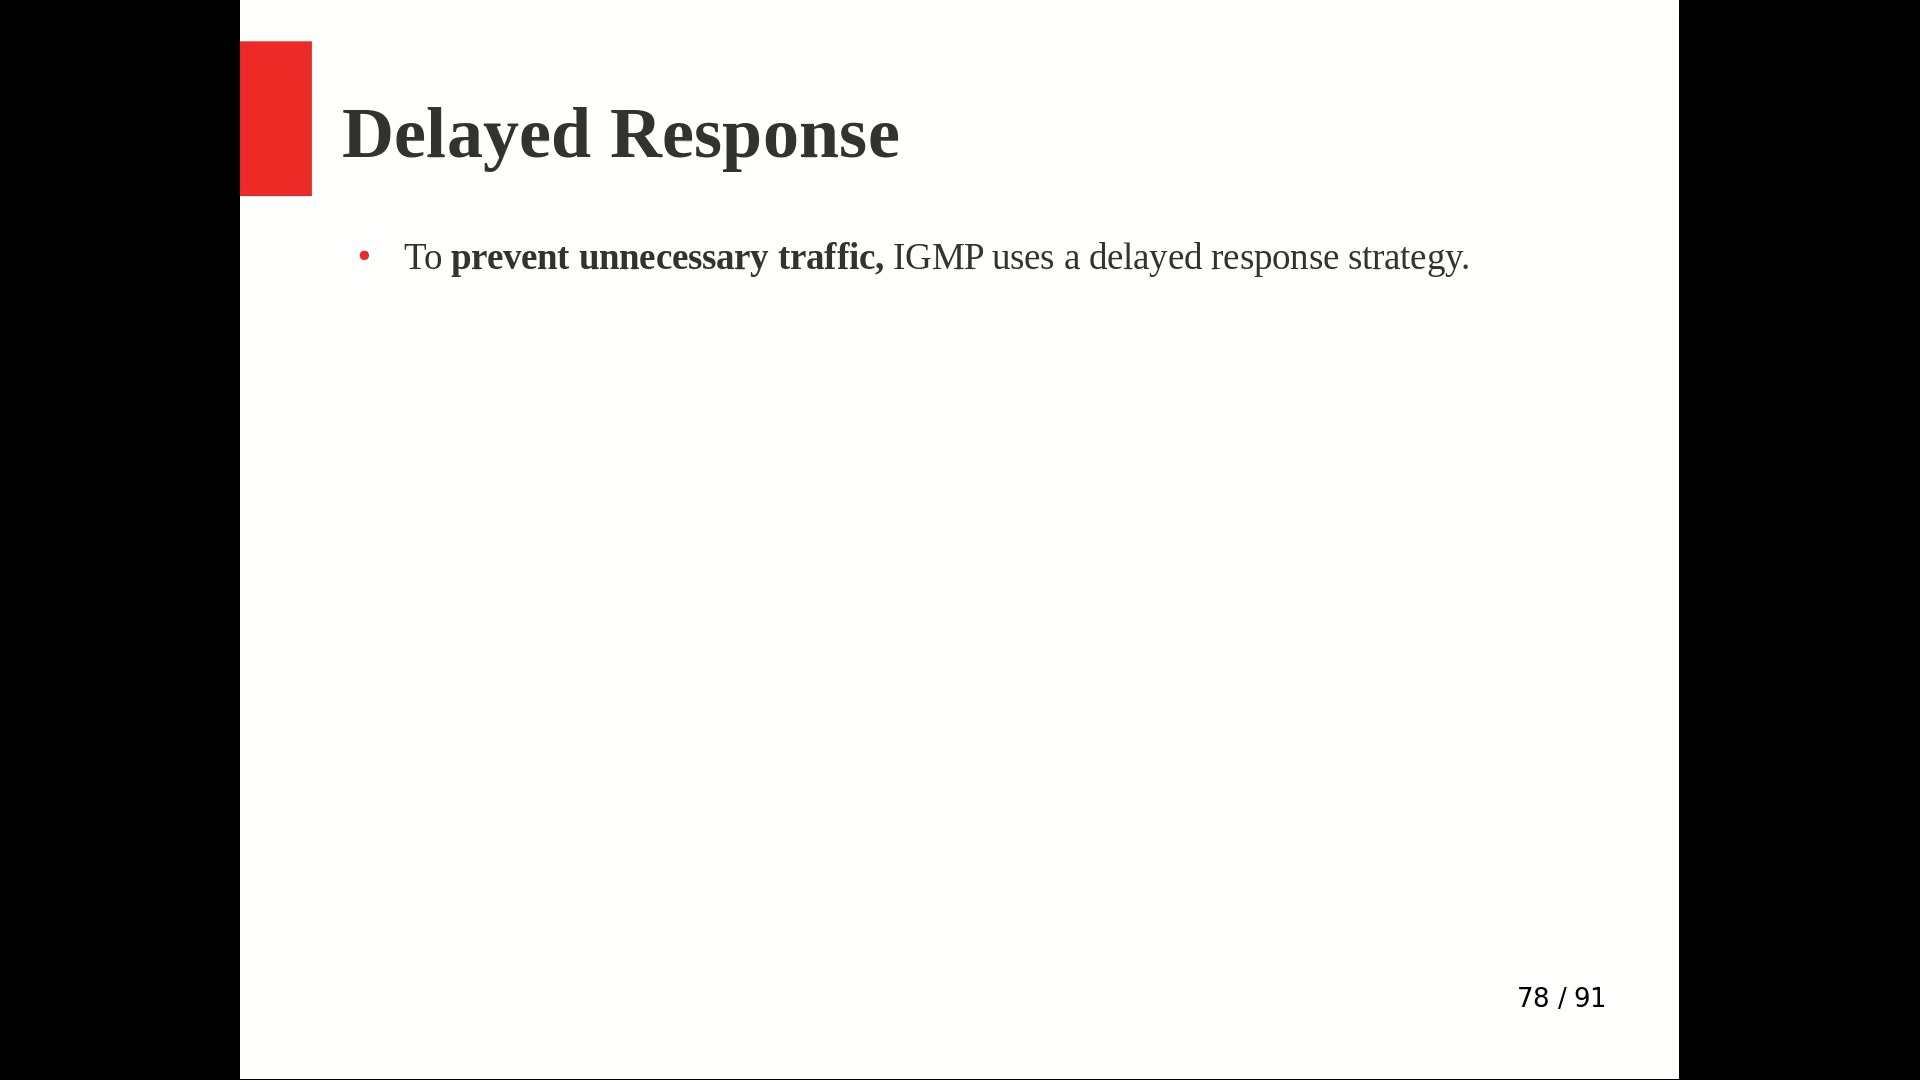 Delayed Response
• To prevent unnecessary traffic, IGMP uses a delayed response strategy.
78 / 91